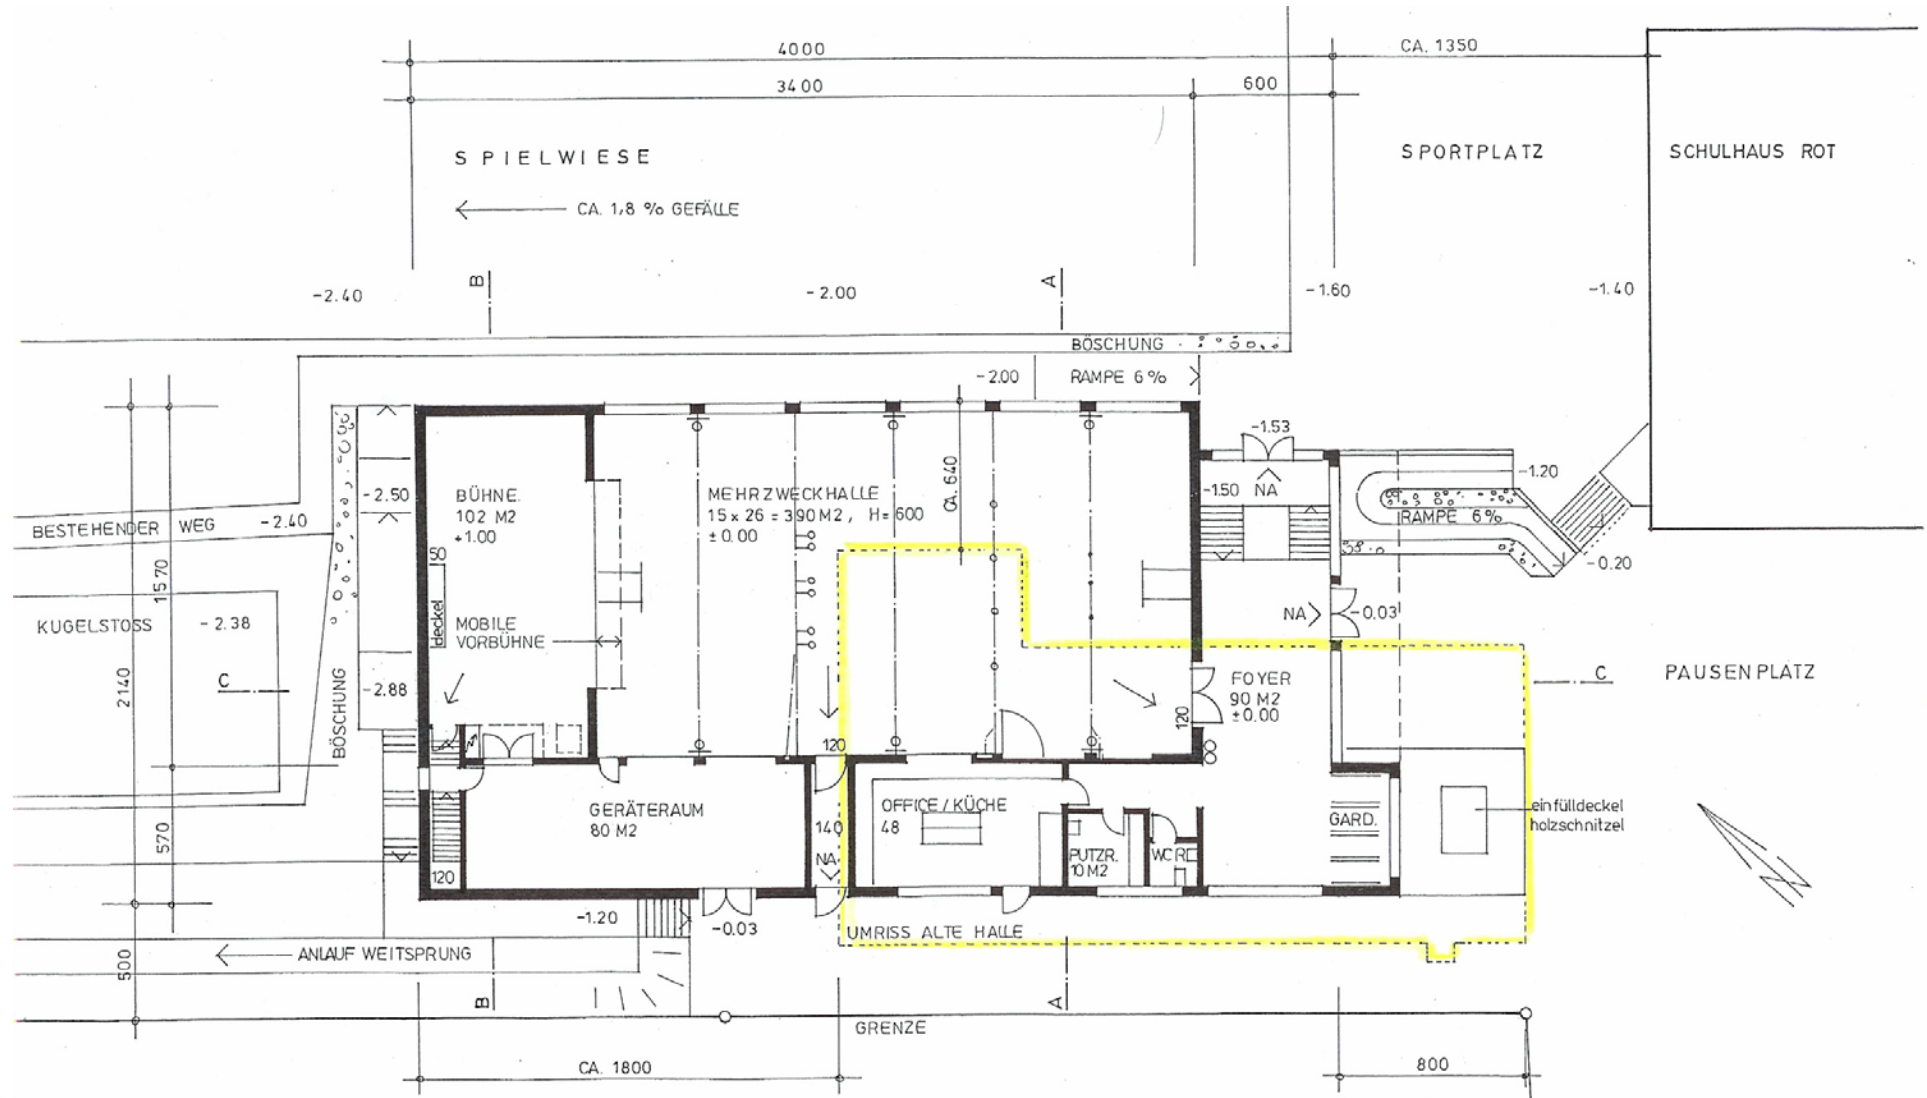 4000
CA. 1350
3400
600
SPIELWIESE
SPORTPLATZ
SCHULHAUS ROT
CA. 1,8 % GEFÄLLE
B
A
-2.40
-2.00
-1.60
-1.40
BÖSCHUNG
-2.00
RAMPE 6%
-1.53
-1.20
-2.50
BÜHNE.
102 M2
+1.00
MEHRZWECKHALLE
15 x 26 = 390 M2, H= 600
± 0.00
CA. 640
-1.50
NA
RAMPE 6%
BESTEHENDER WEG
-2.40
-0.20
50
deckel
1570
KUGELSTOSS
-2.38
MOBILE
VORBÜHNE
NA
-0.03
2140
C
BÖSCHUNG
-2.88
FOYER
90 M2
±0.00
120
C
PAUSENPLATZ
120
GERÄTERAUM
80 M2
OFFICE / KÜCHE
48
GARD.
einfülldeckel
holzschnitzel
570
140
NA
PUTZR.
10 M2
WC R
120
-1.20
-0.03
UMRISS ALTE HALLE
ANLAUF WEITSPRUNG
500
B
A
GRENZE
CA. 1800
800